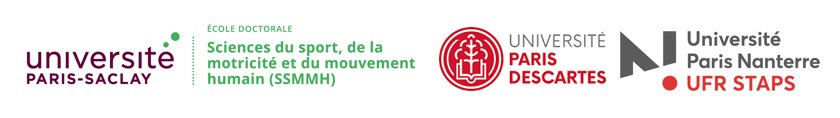 université
PARIS-SACLAY
ÉCOLE DOCTORALE
Sciences du sport, de la
motricité et du mouvement
humain (SSMMH)
UNIVERSITÉ
PARIS
DESCARTES
Université
Paris Nanterre
UFR STAPS